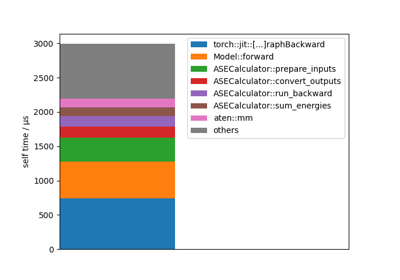 3000
2500
2000
1500
1000
500
0
self time / µs
torch::jit::[...]raphBackward
Model::forward
ASECalculator::prepare_inputs
ASECalculator::convert_outputs
ASECalculator::run_backward
ASECalculator::sum_energies
aten::mm
others